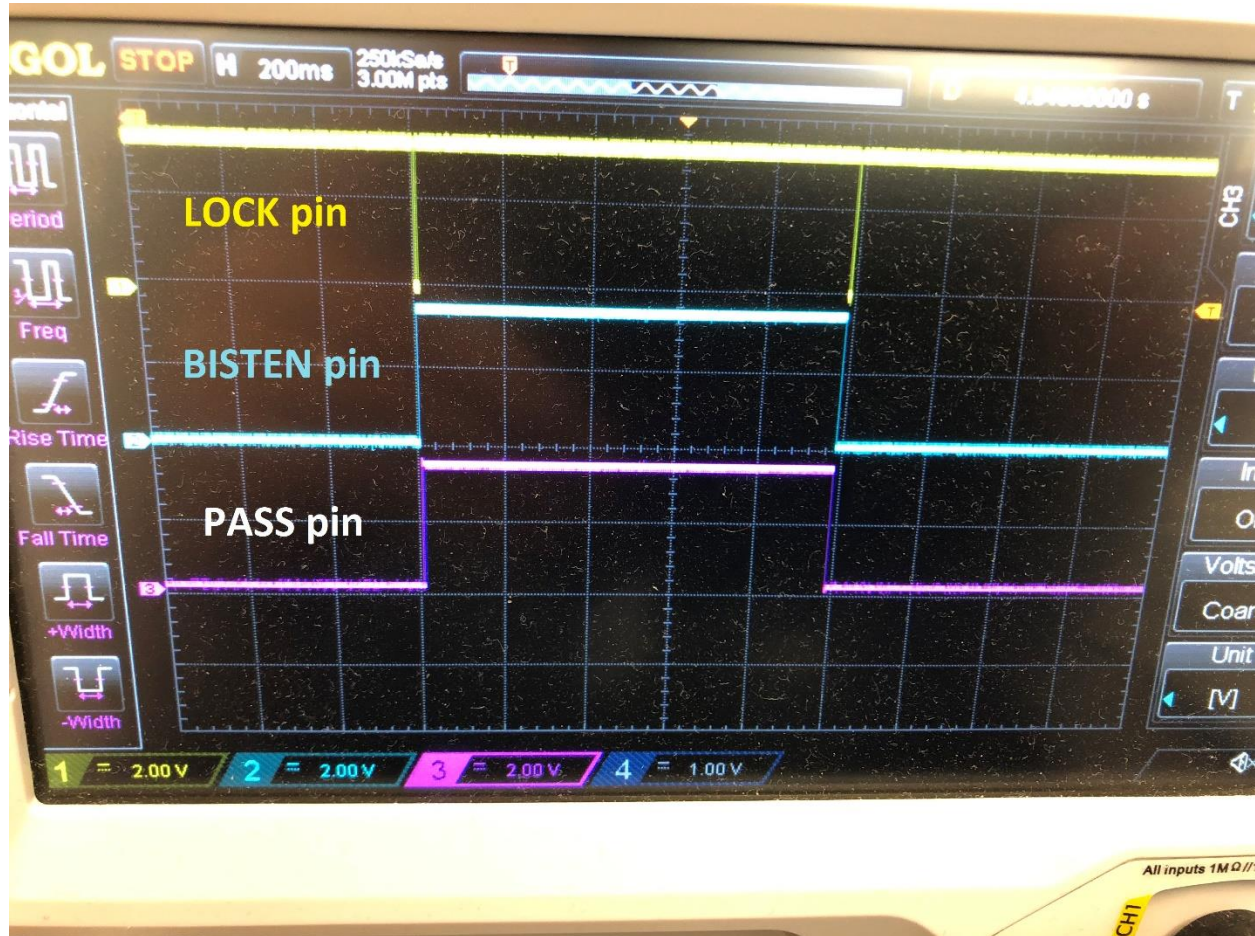 GOL STOP H 200ms 250kSa/s
3.00M pts
T
D
T
Period
Freq
Rise Time
Fall Time
+Width
-Width
LOCK pin
BISTEN pin
PASS pin
3
T
CH3
Volts
Coar
Unit
[V]
1 = 2.00 V 2 = 2.00 V 3 = 2.00 V 4 = 1.00 V
All inputs 1MΩ//
CH1